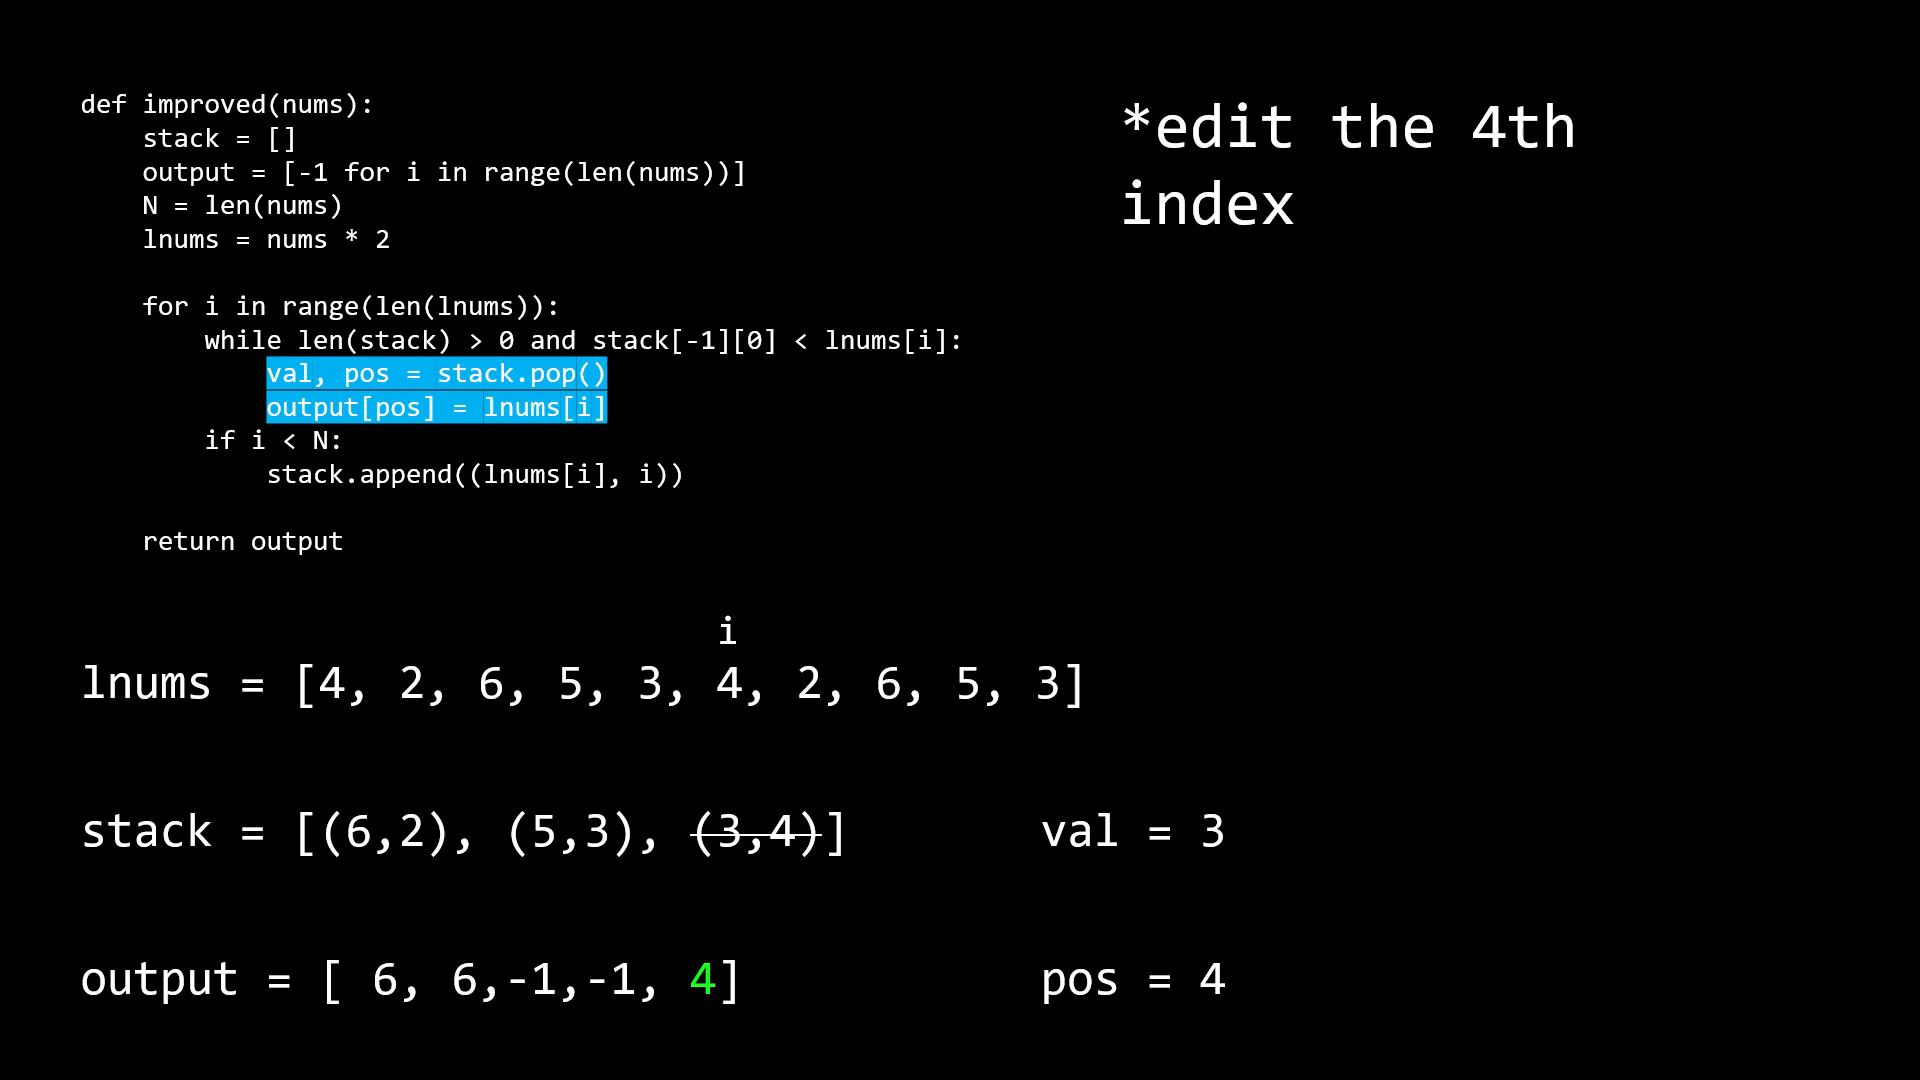 def improved(nums):
    stack = []
    output = [-1 for i in range(len(nums))]
    N = len(nums)
    lnums = nums * 2
    for i in range(len(lnums)):
        while len(stack) > 0 and stack[-1][0] < lnums[i]:
            val, pos = stack.pop()
            output[pos] = lnums[i]
        if i < N:
            stack.append((lnums[i], i))
    return output
*edit the 4th
index
i
lnums = [4, 2, 6, 5, 3, 4, 2, 6, 5, 3]
stack = [(6,2), (5,3), (3,4)]
val = 3
output = [ 6, 6,-1,-1, 4]
pos = 4